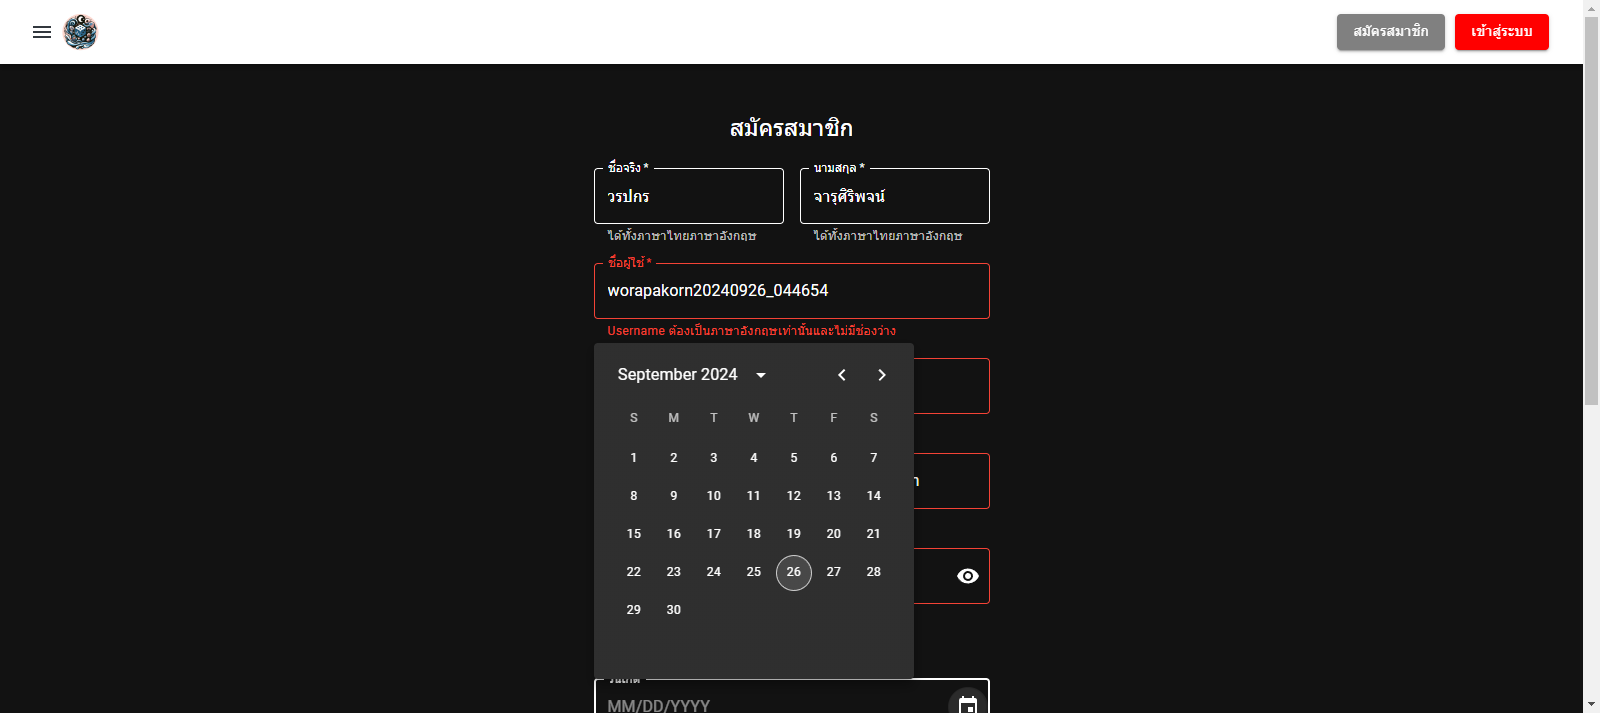 สมัครสมาชิก
เข้าสู่ระบบ
สมัครสมาชิก
ชื่อจริง *
นามสกุล *
วรปกร
จารุศิริพจน์
ได้ทั้งภาษาไทยภาษาอังกฤษ
ได้ทั้งภาษาไทยภาษาอังกฤษ
ชื่อผู้ใช้ *
worapakorn20240926_044654
Username ต้องเป็นภาษาอังกฤษเท่านั้นและไม่มีช่องว่าง
September 2024
S M T W T F S
1 2 3 4 5 6 7
8 9 10 11 12 13 14
15 16 17 18 19 20 21
22 23 24 25 26 27 28
29 30
วันเกิด
MM/DD/YYYY